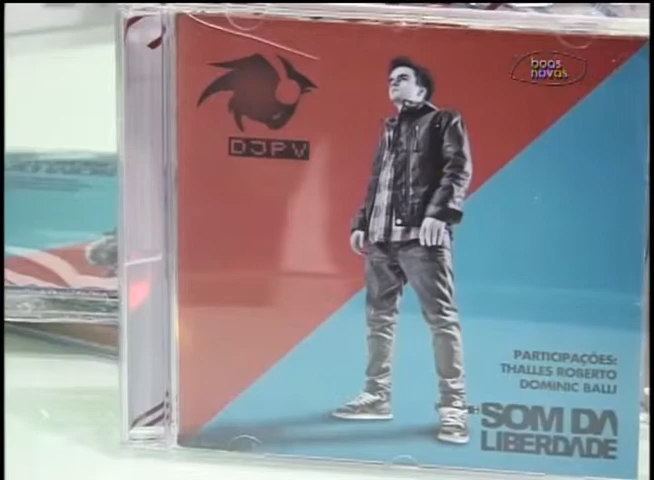 boas
novas
DJPV
PARTICIPAÇÕES:
THALLES ROBERTO
DOMINIC BALLI
SOM DA
LIBERDADE